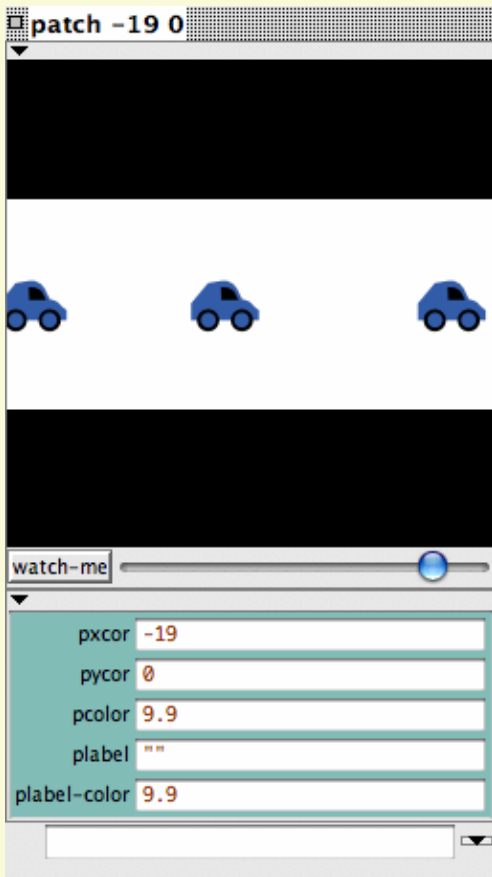 patch -19 0
watch-me
pxcor -19
pycor 0
pcolor 9.9
plabel ""
plabel-color 9.9